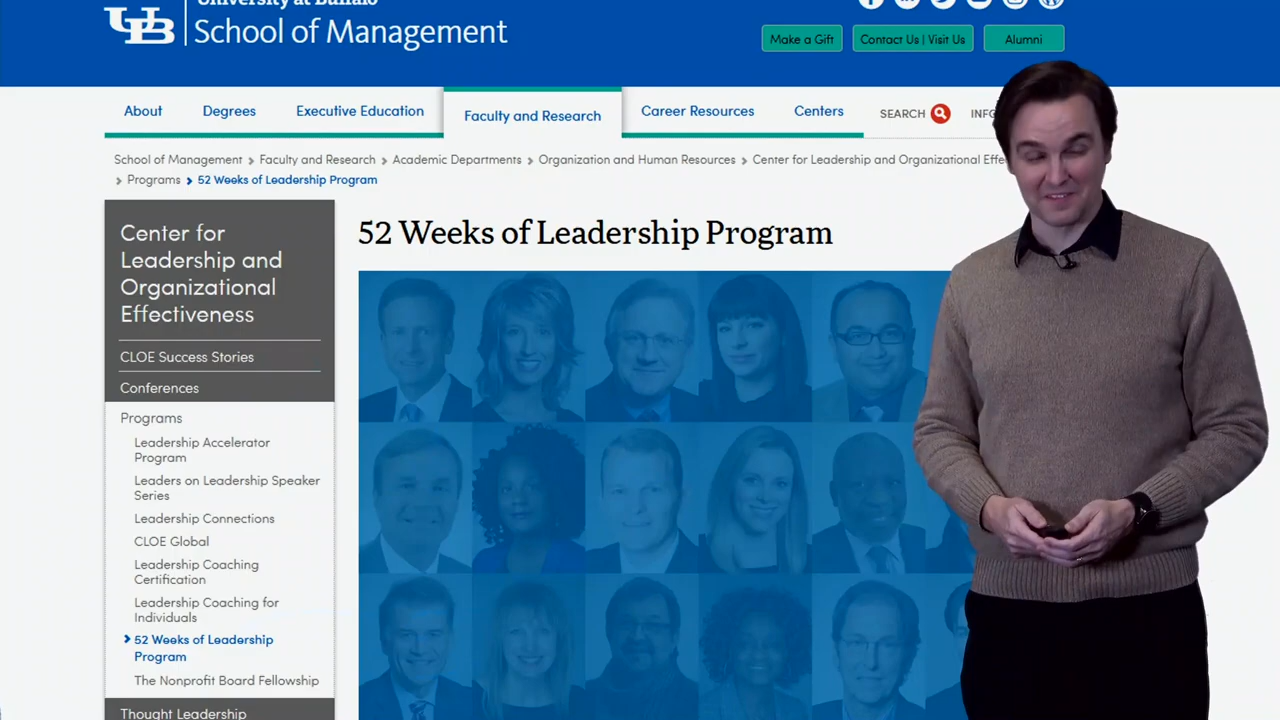 University at Buffalo
UB School of Management
Make a Gift
Contact Us | Visit Us
Alumni
About
Degrees
Executive Education
Faculty and Research
Career Resources
Centers
SEARCH
School of Management > Faculty and Research > Academic Departments > Organization and Human Resources > Center for Leadership and Organizational
> Programs > 52 Weeks of Leadership Program
Center for
Leadership and
Organizational
Effectiveness
CLOE Success Stories
Conferences
Programs
Leadership Accelerator
Program
Leaders on Leadership Speaker
Series
Leadership Connections
CLOE Global
Leadership Coaching
Certification
Leadership Coaching for
Individuals
52 Weeks of Leadership
Program
The Nonprofit Board Fellowship
Thought Leadership
52 Weeks of Leadership Program